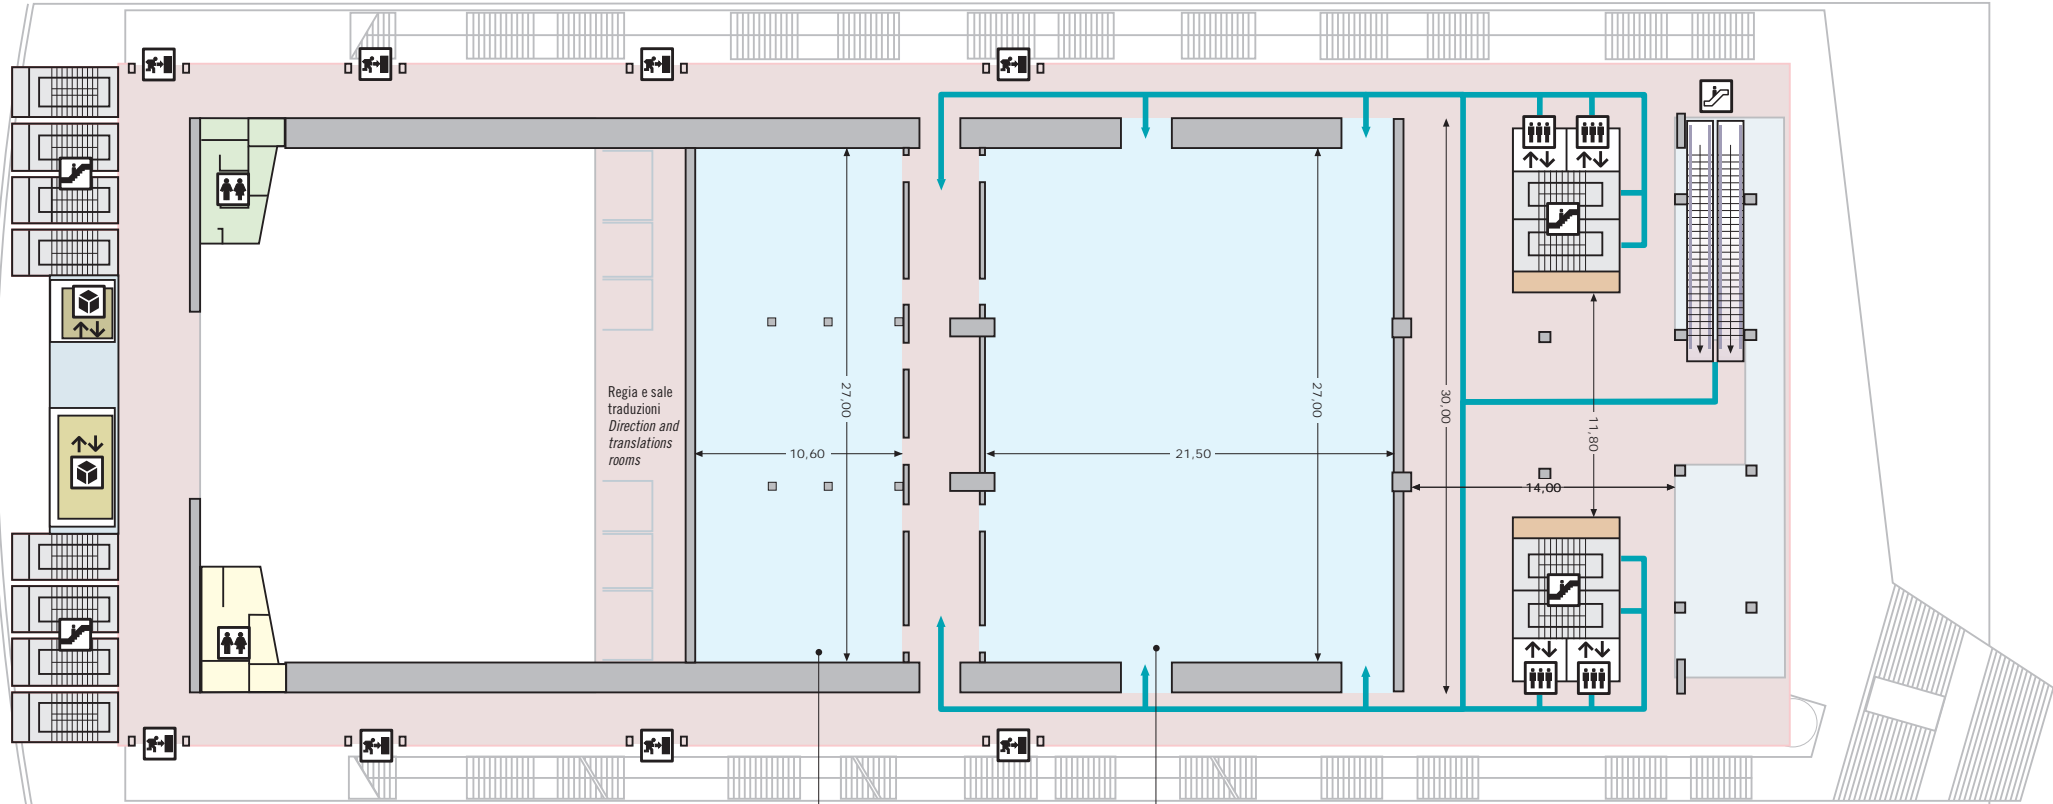 Regia e sale
traduzioni
Direction and
translations
rooms
27,00
10,60
27,00
21,50
30,00
11,80
14,00